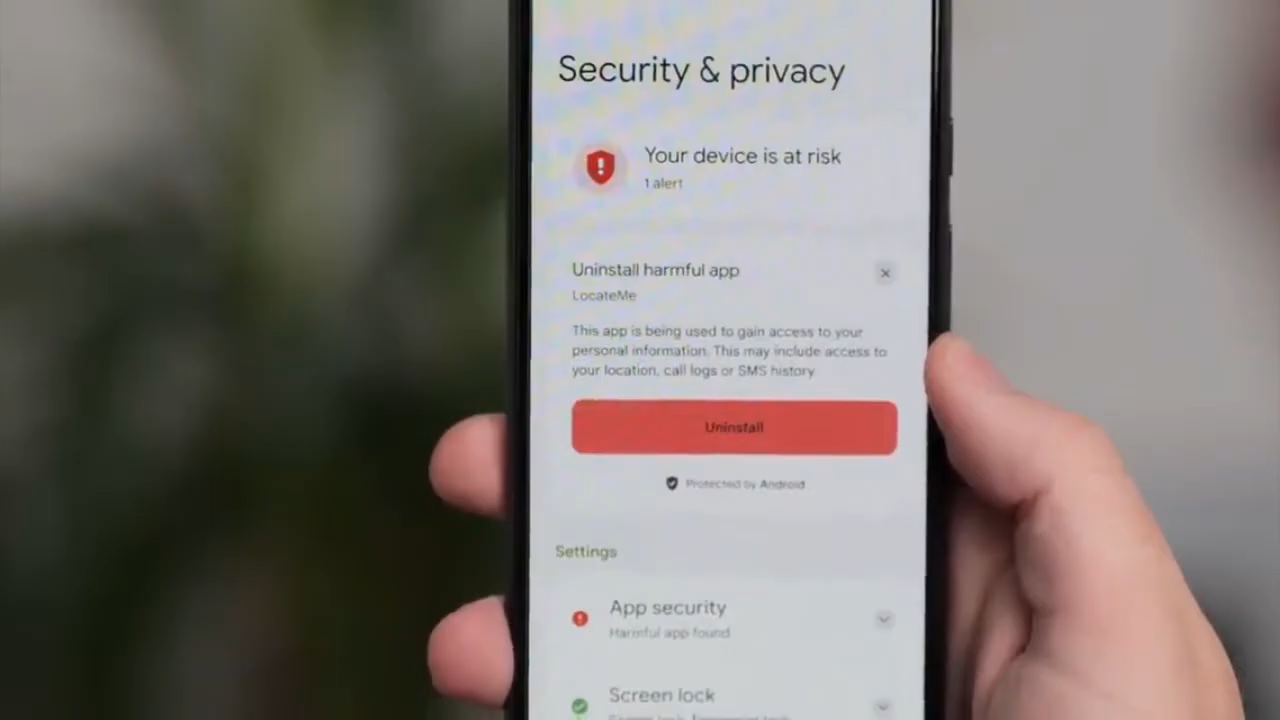 Security & privacy
Your device is at risk
1 alert
Uninstall harmful app
LocateMe
This app is being used to gain access to your
personal information. This may include access to
your location, call logs or SMS history
Uninstall
Protected by Android
Settings
App security
Harmful app found
Screen lock